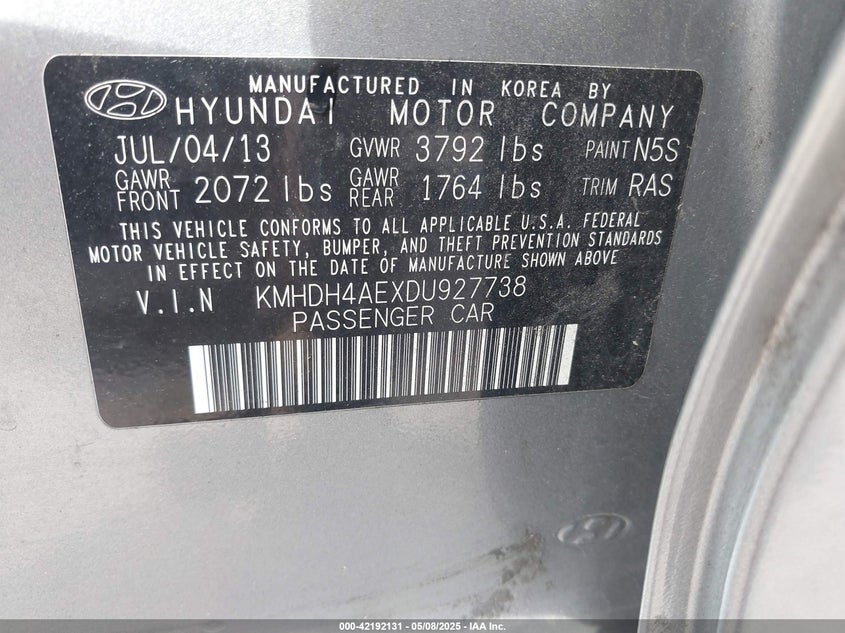 MANUFACTURED IN KOREA BY
HYUNDAI MOTOR COMPANY
JUL/04/13 GVWR 3792 lbs PAINT N5S
GAWR FRONT 2072 lbs GAWR REAR 1764 lbs TRIM RAS
THIS VEHICLE CONFORMS TO ALL APPLICABLE U.S.A. FEDERAL
MOTOR VEHICLE SAFETY, BUMPER, AND THEFT PREVENTION STANDARDS
IN EFFECT ON THE DATE OF MANUFACTURE SHOWN ABOVE
V.I.N KMHDH4AEXDU927738
PASSENGER CAR
000-42192131 - 05/08/2025 - IAA Inc.